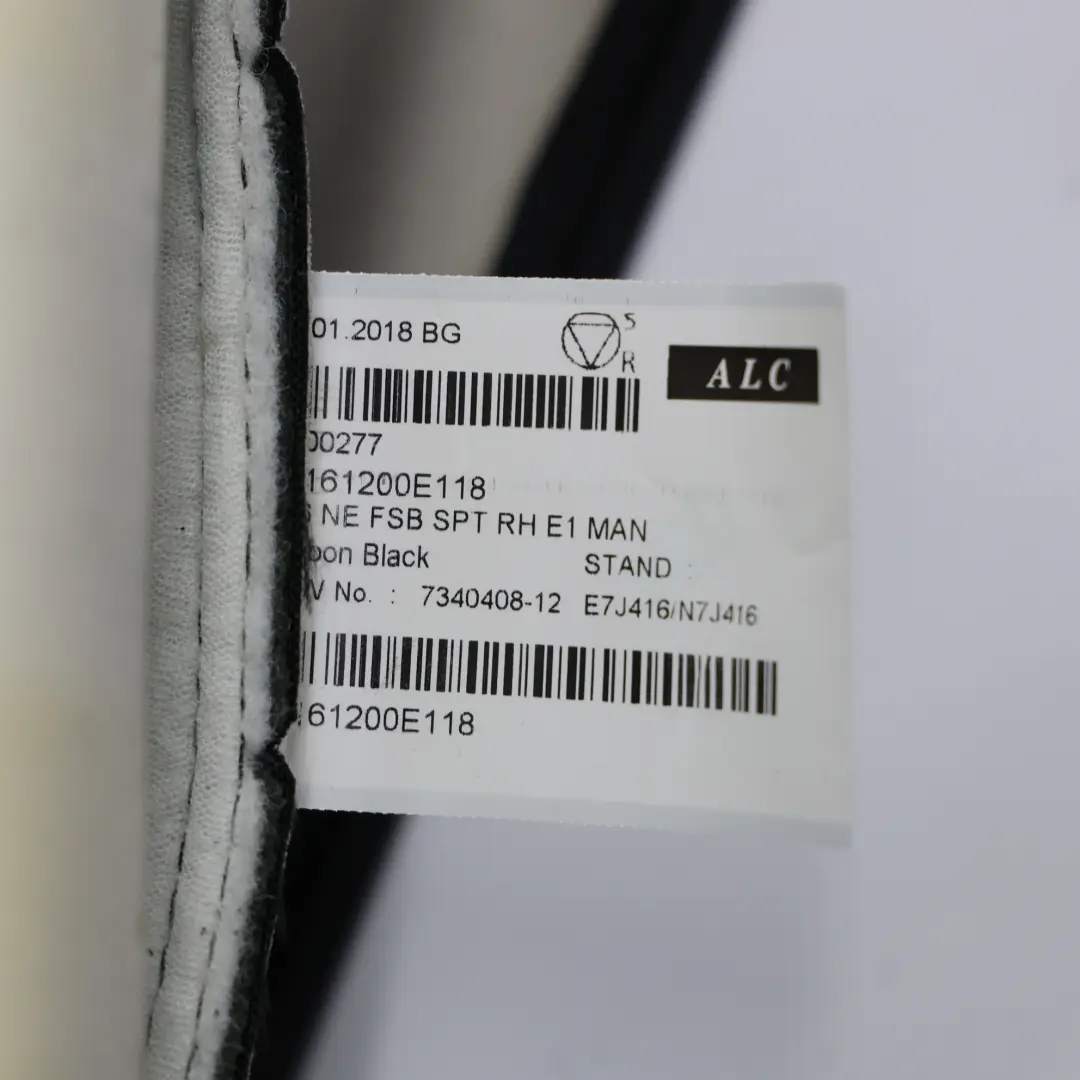 01.2018 BG
S
R
ALC
00277
161200E118
NE FSB SPT RH E1 MAN
Black
STAND :
No. : 7340408-12 E7J416/N7J416
61200E118